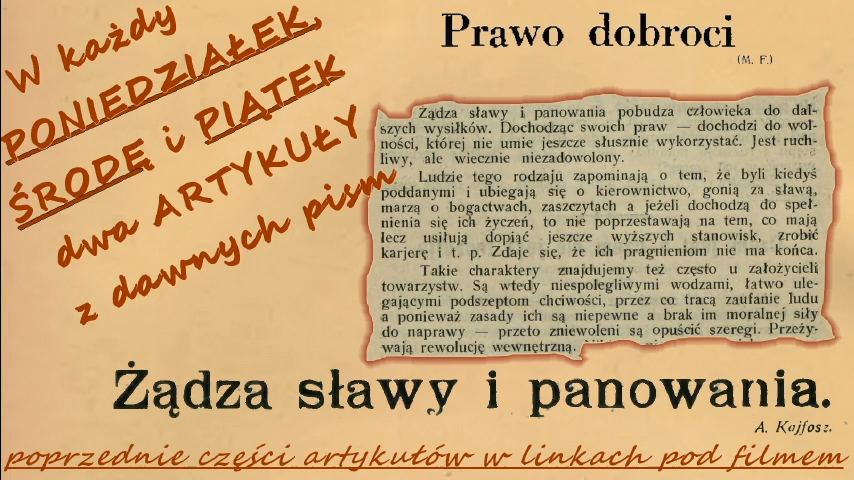 W każdy
PONIEDZIAŁEK,
ŚRODĘ i PIĄTEK
dwa ARTYKUŁY
z dawnych pism
Prawo dobroci
(M. F.)
Żądza sławy i panowania pobudza człowieka do dal-
szych wysiłków. Dochodząc swoich praw — dochodzi do wol-
ności, której nie umie jeszcze słusznie wykorzystać. Jest ruch-
liwy, ale wiecznie niezadowolony.
Ludzie tego rodzaju zapominają o tem, że byli kiedyś
poddanymi i ubiegają się o kierownictwo, gonią za sławą,
marzą o bogactwach, zaszczytach a jeżeli dochodzą do speł-
nienia się ich życzeń, to nie poprzestawają na tem, co mają
lecz usiłują dopiąć jeszcze wyższych stanowisk, zrobić
karjerę i t. p. Zdaje się, że ich pragnieniom nie ma końca.
Takie charaktery znajdujemy też często u założycieli
towarzystw. Są wtedy niespolegliwymi wodzami, łatwo ule-
gającymi podszeptom chciwości, przez co tracą zaufanie ludu
a ponieważ zasady ich są niepewne a brak im moralnej siły
do naprawy — przeto zniewoleni są opuścić szeregi. Przeży-
wają rewolucję wewnętrzną.
Żądza sławy i panowania.
A. Kajfosz.
poprzednie części artykułów w linkach pod filmem